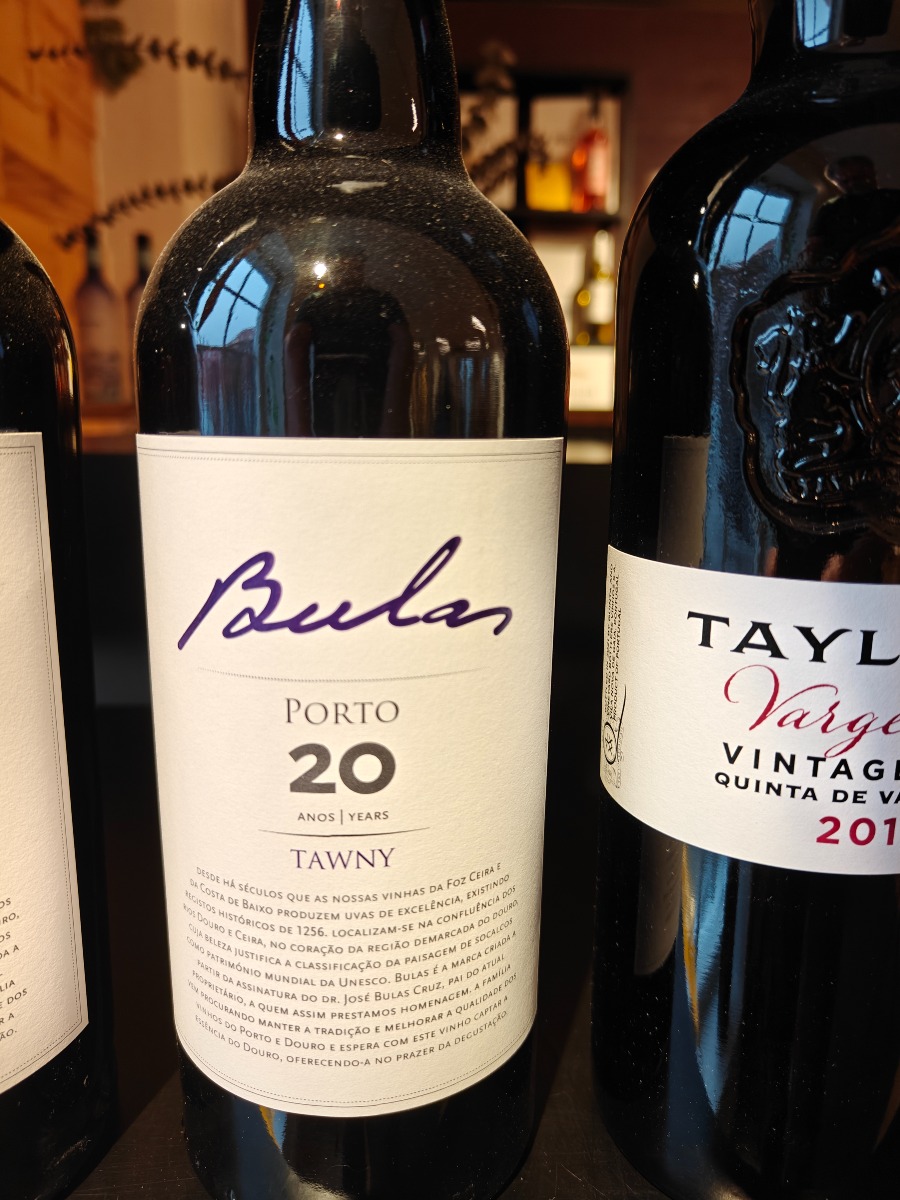 Bulas
PORTO
20
ANOS | YEARS
TAWNY
DESDE HÁ SÉCULOS QUE AS NOSSAS VINHAS DA FOZ CEIRA E
DA COSTA DE BAIXO PRODUZEM UVAS DE EXCELÊNCIA, EXISTINDO
REGISTOS HISTÓRICOS DE 1256. LOCALIZAM-SE NA CONFLUÊNCIA DOS
RIOS DOURO E CEIRA, NO CORAÇÃO DA REGIÃO DEMARCADA DO DOURO,
CUJA BELEZA JUSTIFICA A CLASSIFICAÇÃO DA PAISAGEM DE SOCALCOS
COMO PATRIMÓNIO MUNDIAL DA UNESCO. BULAS É A MARCA CRIADA A
PARTIR DA ASSINATURA DO DR. JOSÉ BULAS CRUZ, PAI DO ATUAL
PROPRIETÁRIO, A QUEM ASSIM PRESTAMOS HOMENAGEM. A FAMÍLIA
VEM PROCURANDO MANTER A TRADIÇÃO E MELHORAR A QUALIDADE DOS
VINHOS DO PORTO E DOURO E ESPERA COM ESTE VINHO CAPTAR A
ESSÊNCIA DO DOURO, OFERECENDO-A NO PRAZER DA DEGUSTAÇÃO.
TAYL
Varge
VINTAGE
QUINTA DE VA
201
PRODUCT OF PORTUGAL